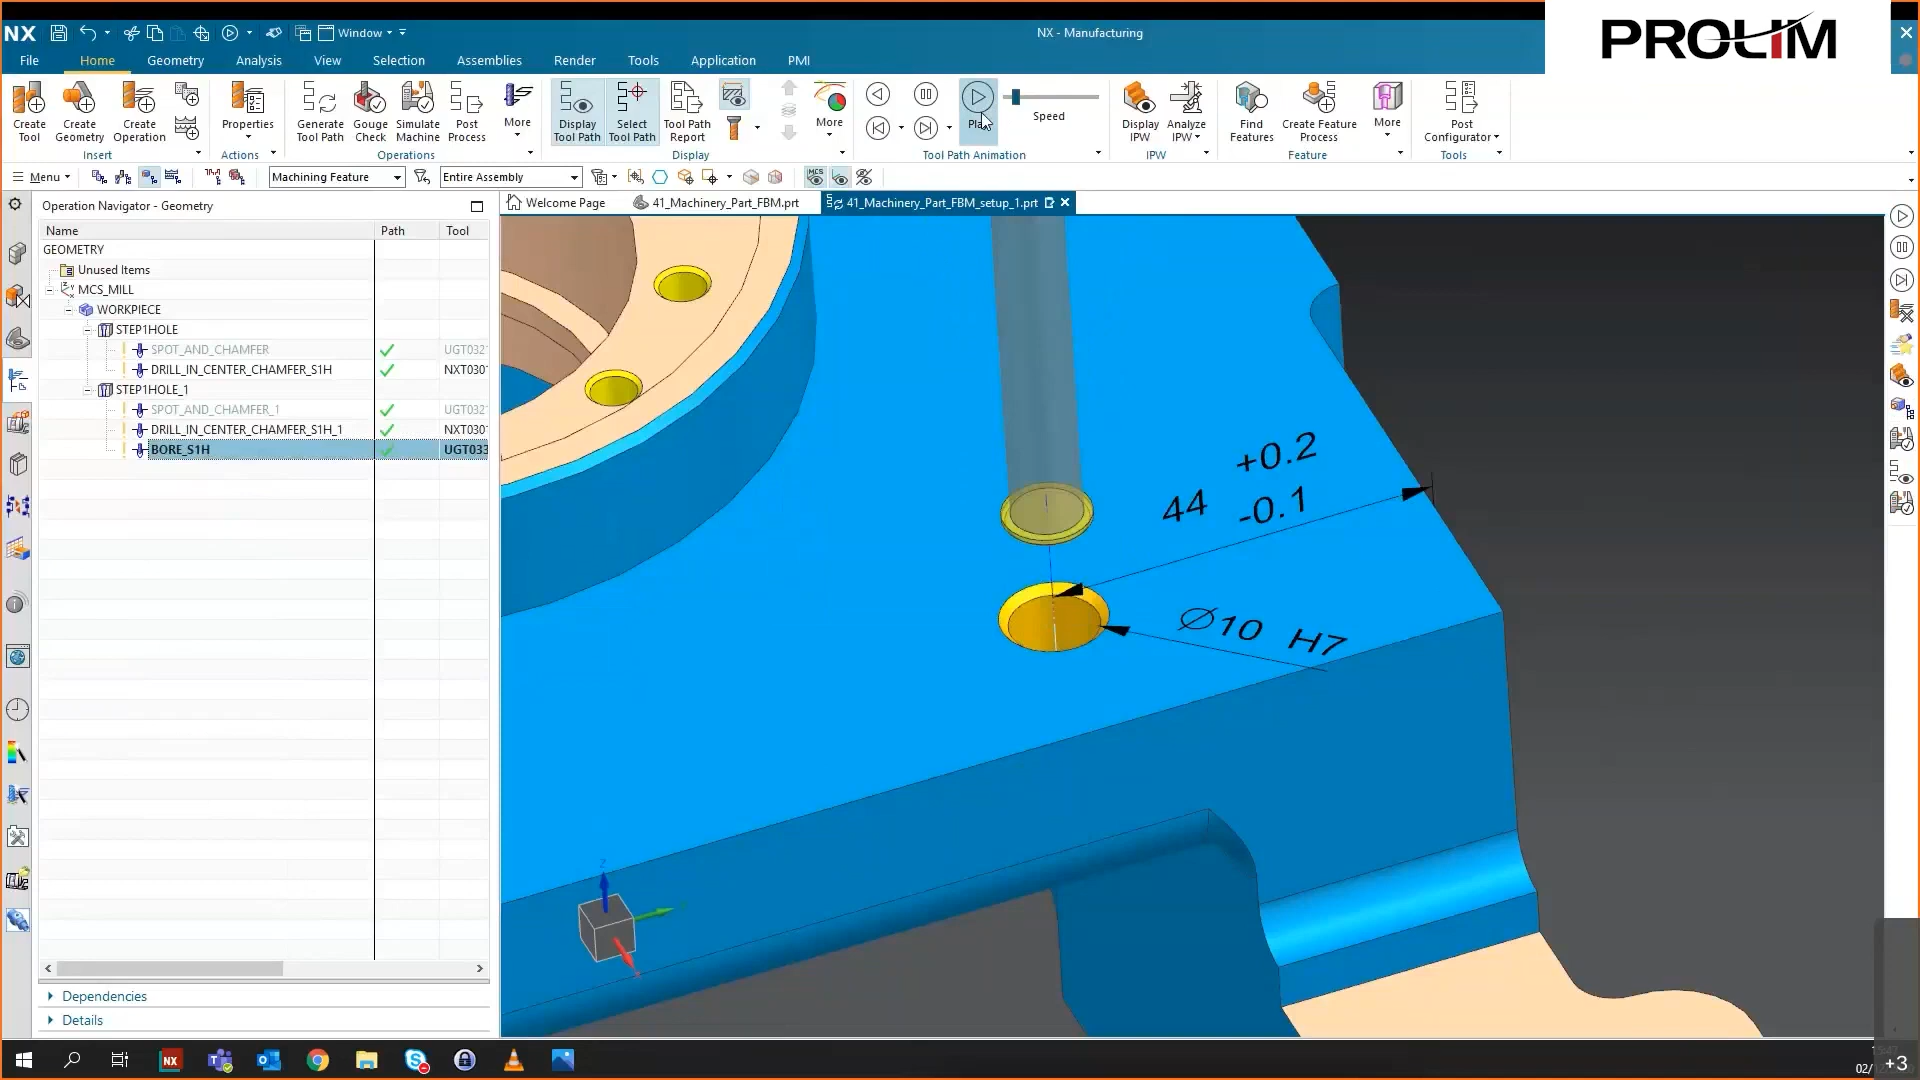 NX
Window
NX - Manufacturing
PROLIM
File Home Geometry Analysis View Selection Assemblies Render Tools Application PMI
Create Tool
Create Geometry
Create Operation
Properties
Generate Tool Path
Gouge Check
Simulate Machine
Post Process
More
Display Tool Path
Select Tool Path
Tool Path Report
More
Speed
Display IPW
Analyze IPW
Find Features
Create Feature Process
More
Post Configurator
Insert Actions Operations Display Tool Path Animation IPW Feature Tools
Menu Machining Feature Entire Assembly
MCS
Operation Navigator - Geometry
Welcome Page 41_Machinery_Part_FBM.prt 41_Machinery_Part_FBM_setup_1.prt
Name Path Tool
GEOMETRY
Unused Items
MCS_MILL
WORKPIECE
STEP1HOLE
SPOT_AND_CHAMFER UGT032
DRILL_IN_CENTER_CHAMFER_S1H NXT030
STEP1HOLE_1
SPOT_AND_CHAMFER_1 UGT032
DRILL_IN_CENTER_CHAMFER_S1H_1 NXT030
BORE_S1H UGT033
+0.2
44 -0.1
Ø10 H7
Z
Dependencies
Details
NX
02/
+3